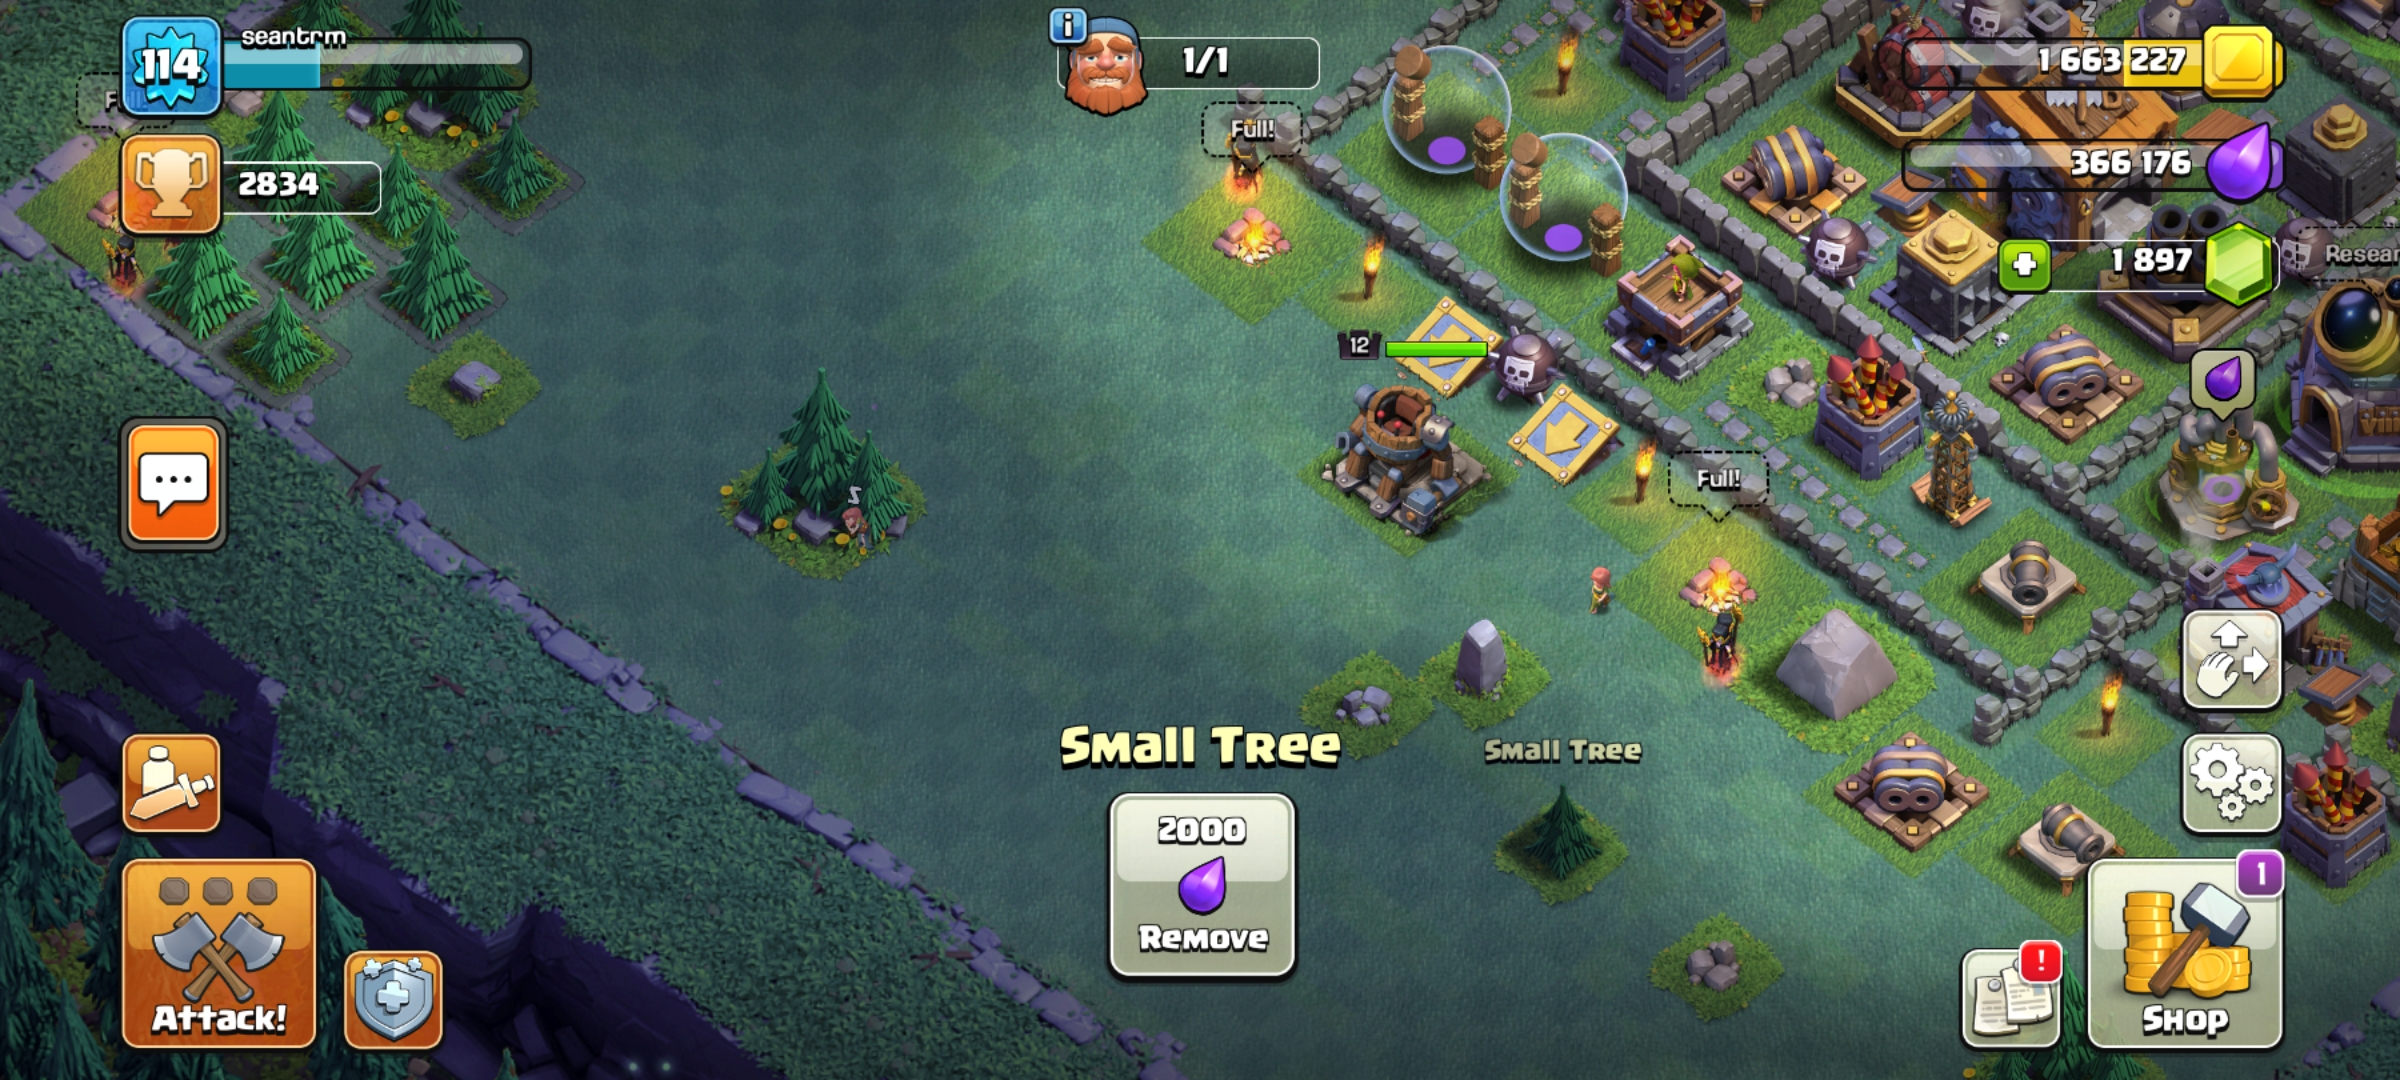 114
seantrm
1/1
1 663 227
Full!
2834
366 176
1 897
12
Full!
Small Tree
Small Tree
2000
Remove
1
!
Attack!
Shop